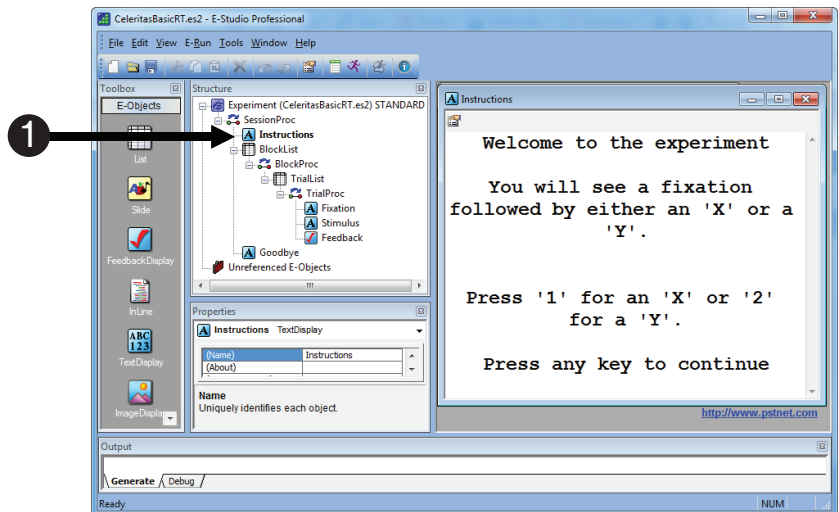 CeleritasBasicRT.es2 - E-Studio Professional
File Edit View E-Run Tools Window Help
Toolbox
E-Objects
List
Slide
FeedbackDisplay
InLine
TextDisplay
ImageDisplay
1
Structure
Experiment (CeleritasBasicRT.es2) STANDARD
SessionProc
Instructions
BlockList
BlockProc
TrialList
TrialProc
Fixation
Stimulus
Feedback
Goodbye
Unreferenced E-Objects
Properties
Instructions TextDisplay
(Name) Instructions
(About)
Name
Uniquely identifies each object.
Instructions
Welcome to the experiment
You will see a fixation
followed by either an 'X' or a
'Y'.
Press '1' for an 'X' or '2'
for a 'Y'.
Press any key to continue
http://www.pstnet.com
Output
Generate Debug
Ready NUM